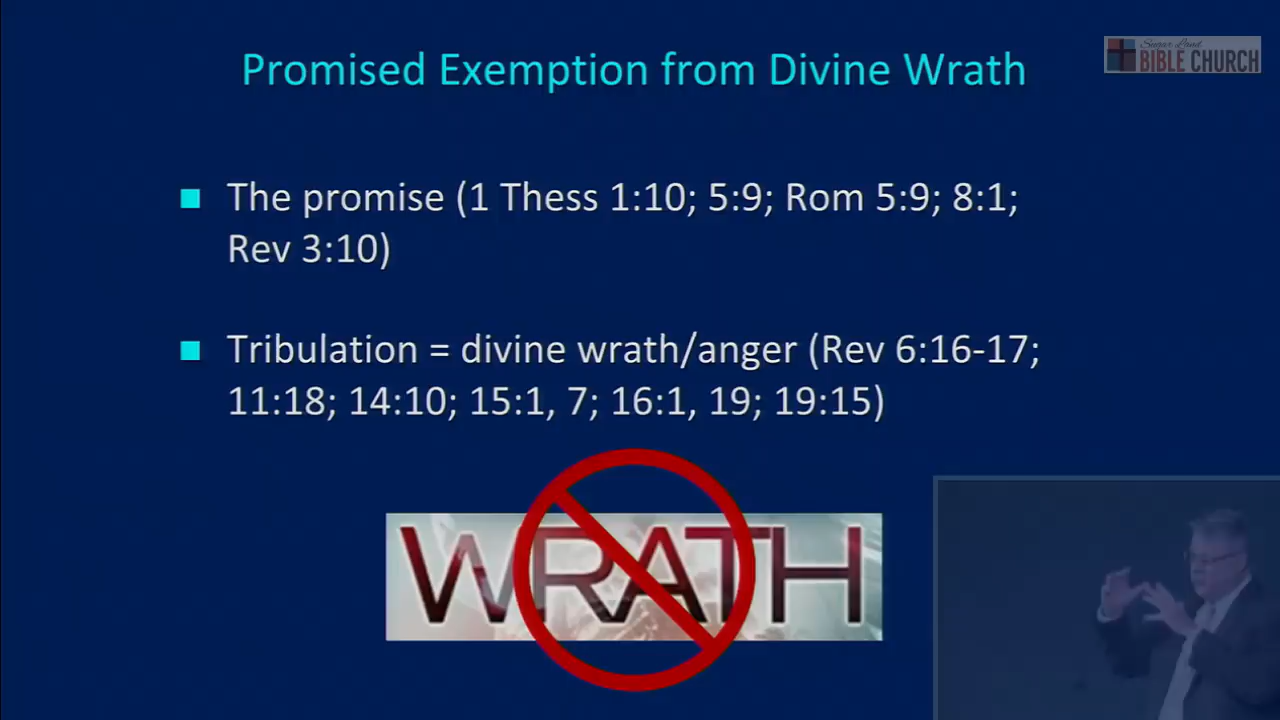 Promised Exemption from Divine Wrath
Sugar Land
BIBLE CHURCH
■ The promise (1 Thess 1:10; 5:9; Rom 5:9; 8:1;
Rev 3:10)
■ Tribulation = divine wrath/anger (Rev 6:16-17;
11:18; 14:10; 15:1, 7; 16:1, 19; 19:15)
WRATH